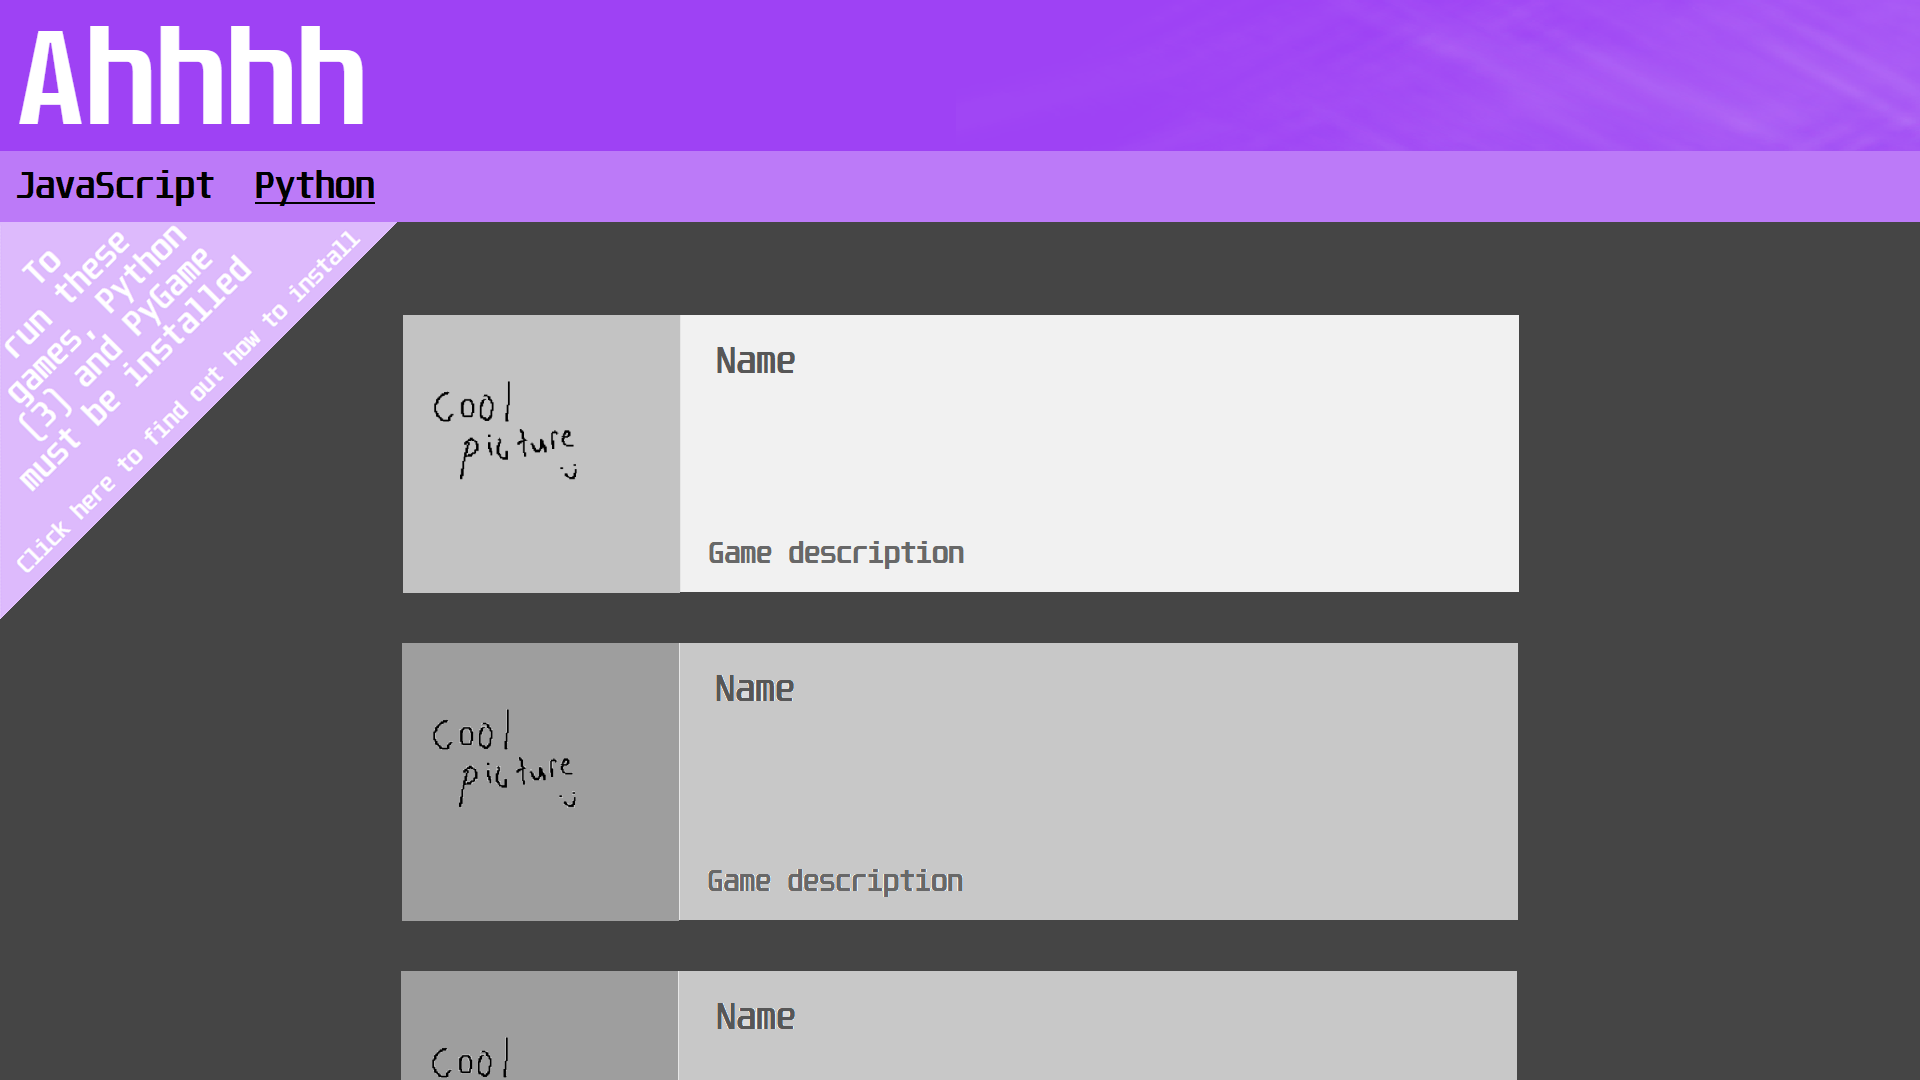 Ahhhh
JavaScript Python
To
run these
games, Python
(3) and PyGame
must be installed
Click here to find out how to install
Name
Cool
picture
Game description
Name
Cool
picture
Game description
Name
Cool